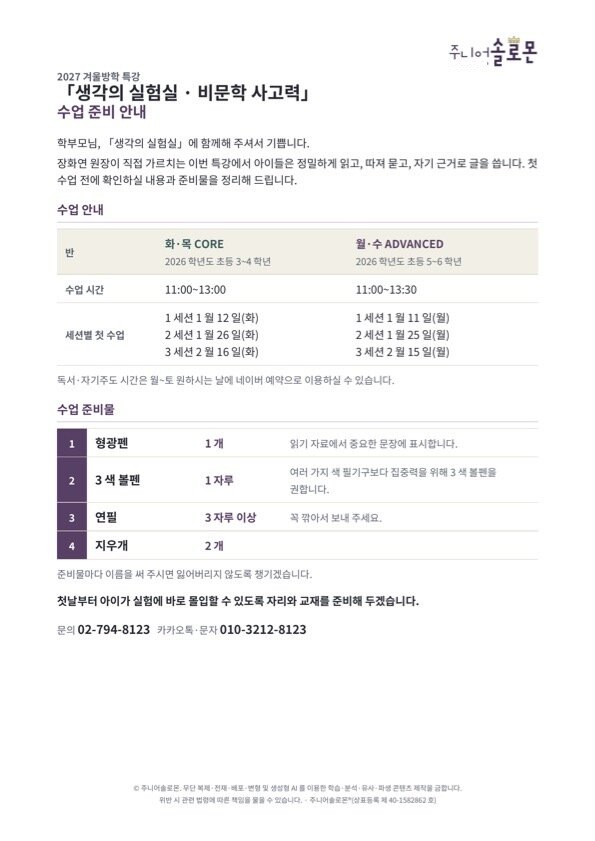 주니어솔로몬
2027 겨울방학 특강
「생각의 실험실 · 비문학 사고력」
수업 준비 안내
학부모님, 「생각의 실험실」에 함께해 주셔서 기쁩니다.
장화연 원장이 직접 가르치는 이번 특강에서 아이들은 정밀하게 읽고, 따져 묻고, 자기 근거로 글을 씁니다. 첫
수업 전에 확인하실 내용과 준비물을 정리해 드립니다.
수업 안내
반
화·목 CORE
2026 학년도 초등 3~4 학년
월·수 ADVANCED
2026 학년도 초등 5~6 학년
수업 시간
11:00~13:00
11:00~13:30
세션별 첫 수업
1 세션 1 월 12 일(화)
2 세션 1 월 26 일(화)
3 세션 2 월 16 일(화)
1 세션 1 월 11 일(월)
2 세션 1 월 25 일(월)
3 세션 2 월 15 일(월)
독서·자기주도 시간은 월~토 원하시는 날에 네이버 예약으로 이용하실 수 있습니다.
수업 준비물
1 형광펜 1 개 읽기 자료에서 중요한 문장에 표시합니다.
2 3 색 볼펜 1 자루 여러 가지 색 필기구보다 집중력을 위해 3 색 볼펜을
권합니다.
3 연필 3 자루 이상 꼭 깎아서 보내 주세요.
4 지우개 2 개
준비물마다 이름을 써 주시면 잃어버리지 않도록 챙기겠습니다.
첫날부터 아이가 실험에 바로 몰입할 수 있도록 자리와 교재를 준비해 두겠습니다.
문의 02-794-8123 카카오톡·문자 010-3212-8123
© 주니어솔로몬. 무단 복제·전재·배포·변형 및 생성형 AI 를 이용한 학습·분석·유사·파생 콘텐츠 제작을 금합니다.
위반 시 관련 법령에 따른 책임을 물을 수 있습니다. · 주니어솔로몬®(상표등록 제 40-1582862 호)